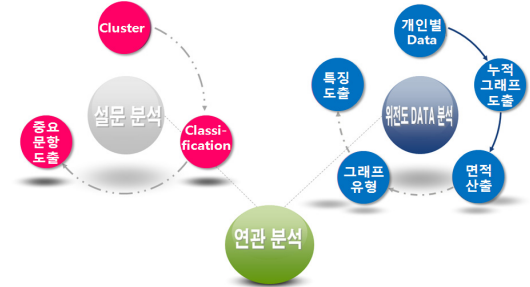 Cluster
설문 분석
중요
문항
도출
Classi-
fication
개인별
Data
누적
그래프
도출
특징
도출
위전도 DATA 분석
그래프
유형
면적
산출
연관 분석